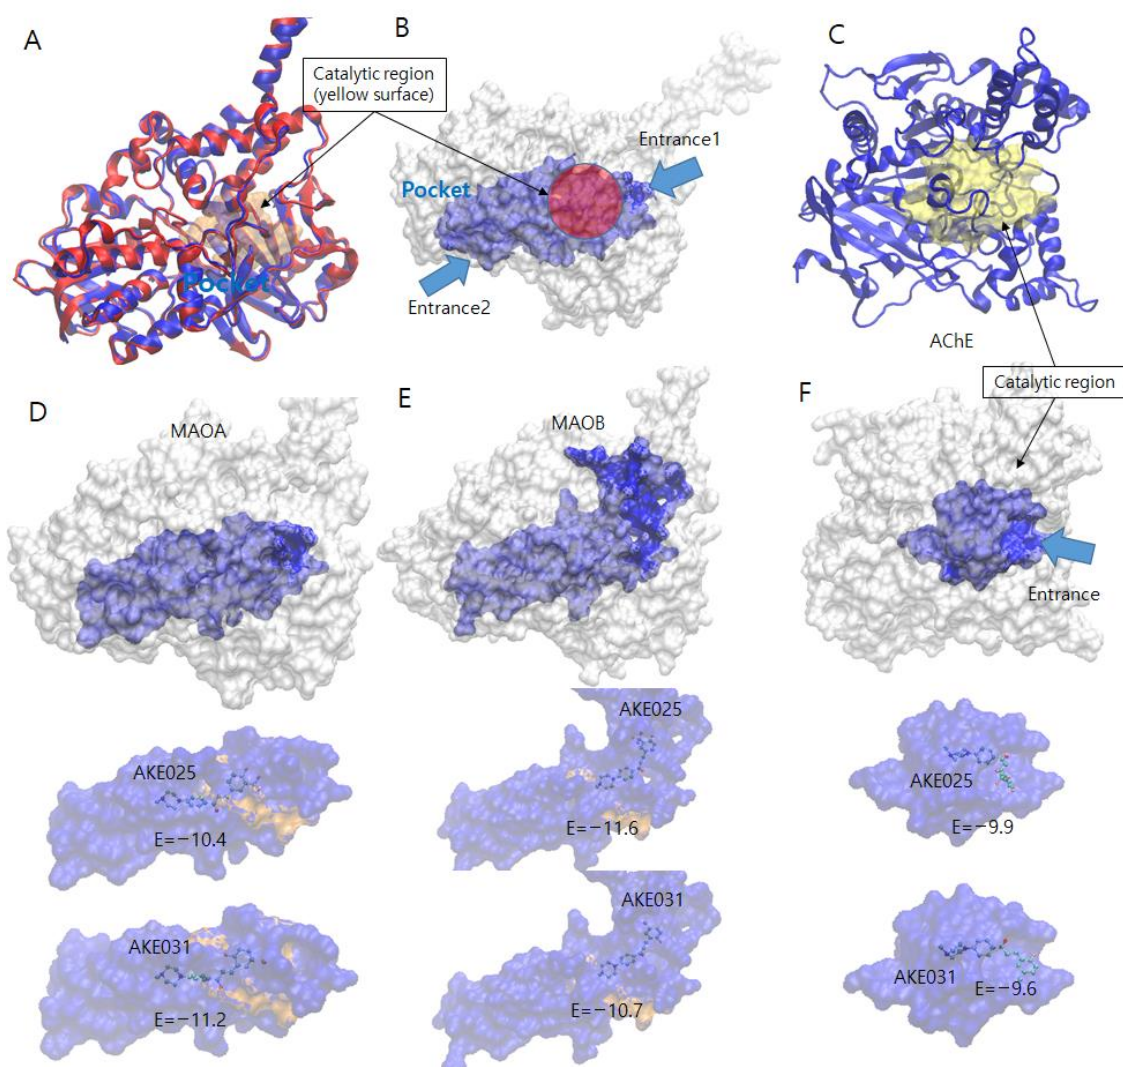 A
B
C
Catalytic region
(yellow surface)
Entrance1
Pocket
Pocket
Entrance2
AChE
Catalytic region
D
E
F
MAOA
MAOB
Entrance
AKE025
E=−10.4
AKE025
E=−11.6
AKE025
E=−9.9
AKE031
E=−11.2
AKE031
E=−10.7
AKE031
E=−9.6